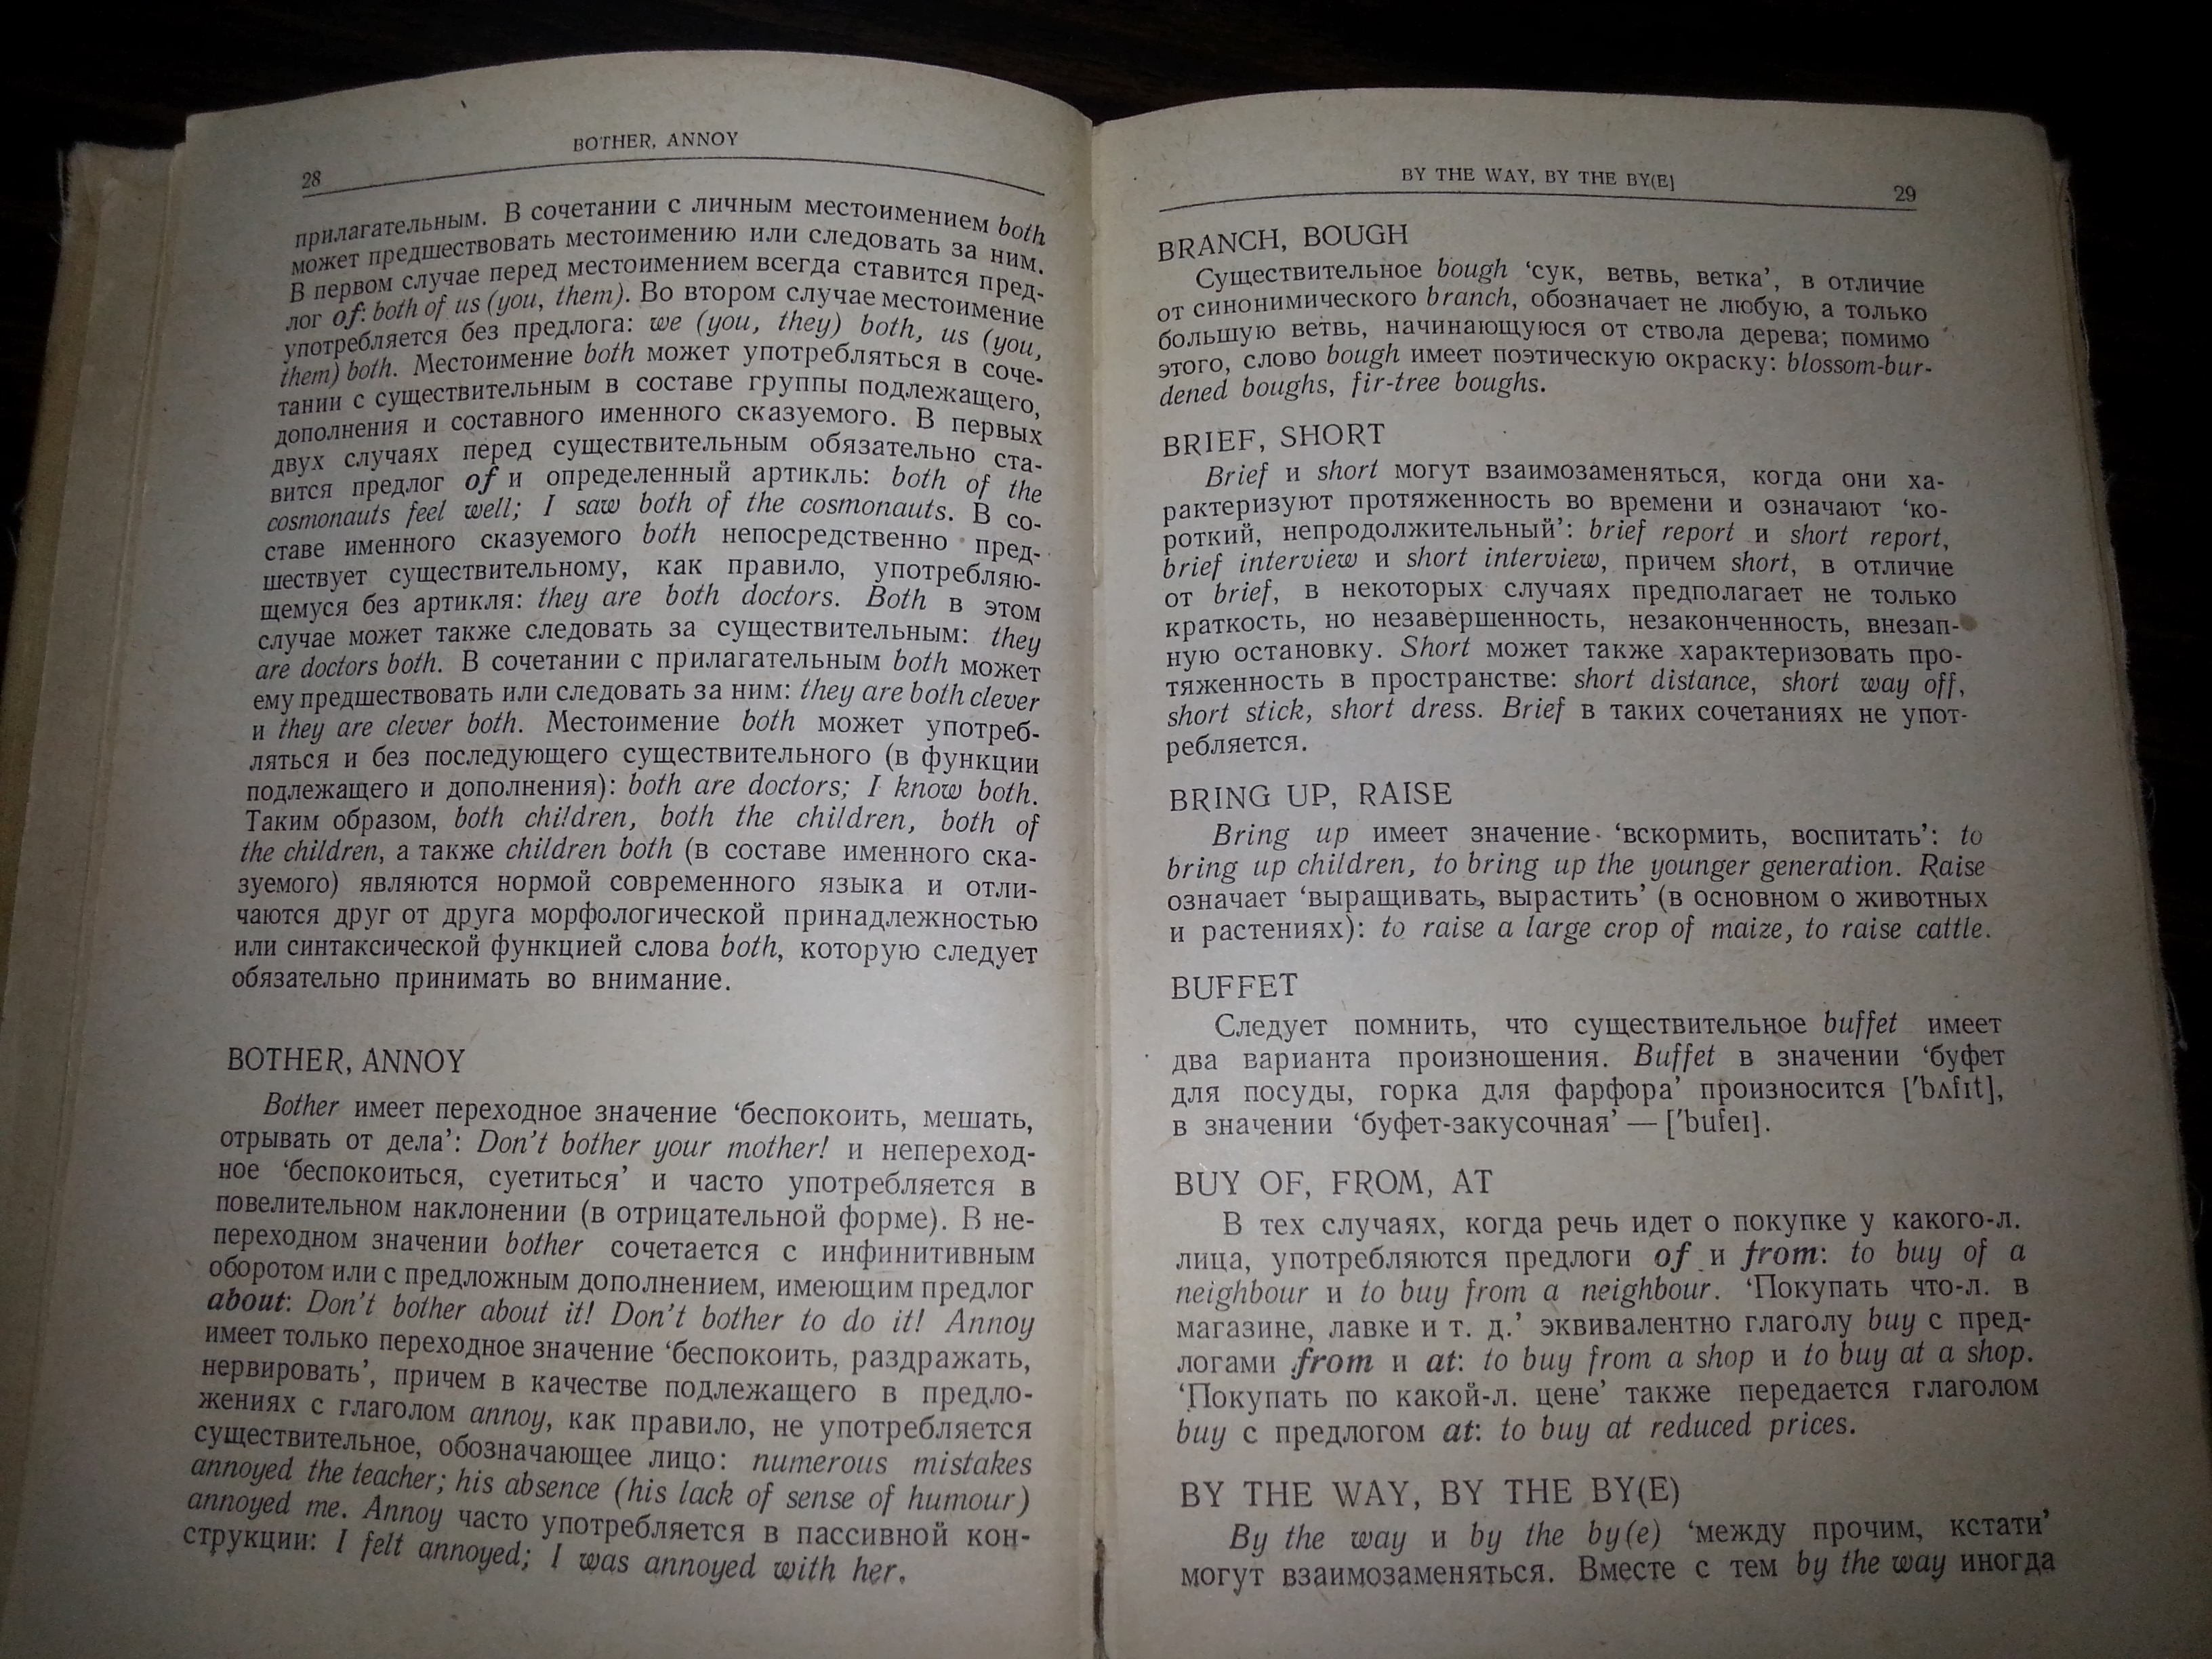 BOTHER, ANNOY
28
прилагательным. В сочетании с личным местоимением both
может предшествовать местоимению или следовать за ним.
В первом случае перед местоимением всегда ставится пред-
лог of: both of us (you, them). Во втором случае местоимение
употребляется без предлога: we (you, they) both, us (you,
them) both. Местоимение both может употребляться в соче-
тании с существительным в составе группы подлежащего,
дополнения и составного именного сказуемого. В первых
двух случаях перед существительным обязательно ста-
вится предлог of и определенный артикль: both of the
cosmonauts feel well; I saw both of the cosmonauts. В со-
ставе именного сказуемого both непосредственно пред-
шествует существительному, как правило, употребляю-
щемуся без артикля: they are both doctors. Both в этом
случае может также следовать за существительным: they
are doctors both. В сочетании с прилагательным both может
ему предшествовать или следовать за ним: they are both clever
и they are clever both. Местоимение both может употреб-
ляться и без последующего существительного (в функции
подлежащего и дополнения): both are doctors; I know both.
Таким образом, both children, both the children, both of
the children, а также children both (в составе именного ска-
зуемого) являются нормой современного языка и отли-
чаются друг от друга морфологической принадлежностью
или синтаксической функцией слова both, которую следует
обязательно принимать во внимание.
BOTHER, ANNOY
Bother имеет переходное значение ‘беспокоить, мешать,
отрывать от дела’: Don’t bother your mother! и непереход-
ное ‘беспокоиться, суетиться’ и часто употребляется в
повелительном наклонении (в отрицательной форме). В не-
переходном значении bother сочетается с инфинитивным
оборотом или с предложным дополнением, имеющим предлог
about: Don’t bother about it! Don’t bother to do it! Annoy
имеет только переходное значение ‘беспокоить, раздражать,
нервировать’, причем в качестве подлежащего в предло-
жениях с глаголом annoy, как правило, не употребляется
существительное, обозначающее лицо: numerous mistakes
annoyed the teacher; his absence (his lack of sense of humour)
annoyed me. Annoy часто употребляется в пассивной кон-
струкции: I felt annoyed; I was annoyed with her.
BY THE WAY, BY THE BY(E]
29
BRANCH, BOUGH
Существительное bough ‘сук, ветвь, ветка’, в отличие
от синонимического branch, обозначает не любую, а только
большую ветвь, начинающуюся от ствола дерева; помимо
этого, слово bough имеет поэтическую окраску: blossom-bur-
dened boughs, fir-tree boughs.
BRIEF, SHORT
Brief и short могут взаимозаменяться, когда они ха-
рактеризуют протяженность во времени и означают ‘ко-
роткий, непродолжительный’: brief report и short report,
brief interview и short interview, причем short, в отличие
от brief, в некоторых случаях предполагает не только
краткость, но незавершенность, незаконченность, внезап-
ную остановку. Short может также характеризовать про-
тяженность в пространстве: short distance, short way off,
short stick, short dress. Brief в таких сочетаниях не упот-
ребляется.
BRING UP, RAISE
Bring up имеет значение ‘вскормить, воспитать’: to
bring up children, to bring up the younger generation. Raise
означает ‘выращивать, вырастить’ (в основном о животных
и растениях): to raise a large crop of maize, to raise cattle.
BUFFET
Следует помнить, что существительное buffet имеет
два варианта произношения. Buffet в значении ‘буфет
для посуды, горка для фарфора’ произносится [′bʌfɪt],
в значении ‘буфет-закусочная’ — [′bufeɪ].
BUY OF, FROM, AT
В тех случаях, когда речь идет о покупке у какого-л.
лица, употребляются предлоги of и from: to buy of a
neighbour и to buy from a neighbour. ‘Покупать что-л. в
магазине, лавке и т. д.’ эквивалентно глаголу buy с пред-
логами from и at: to buy from a shop и to buy at a shop.
‘Покупать по какой-л. цене’ также передается глаголом
buy с предлогом at: to buy at reduced prices.
BY THE WAY, BY THE BY(E)
By the way и by the by(e) ‘между прочим, кстати’
могут взаимозаменяться. Вместе с тем by the way иногда